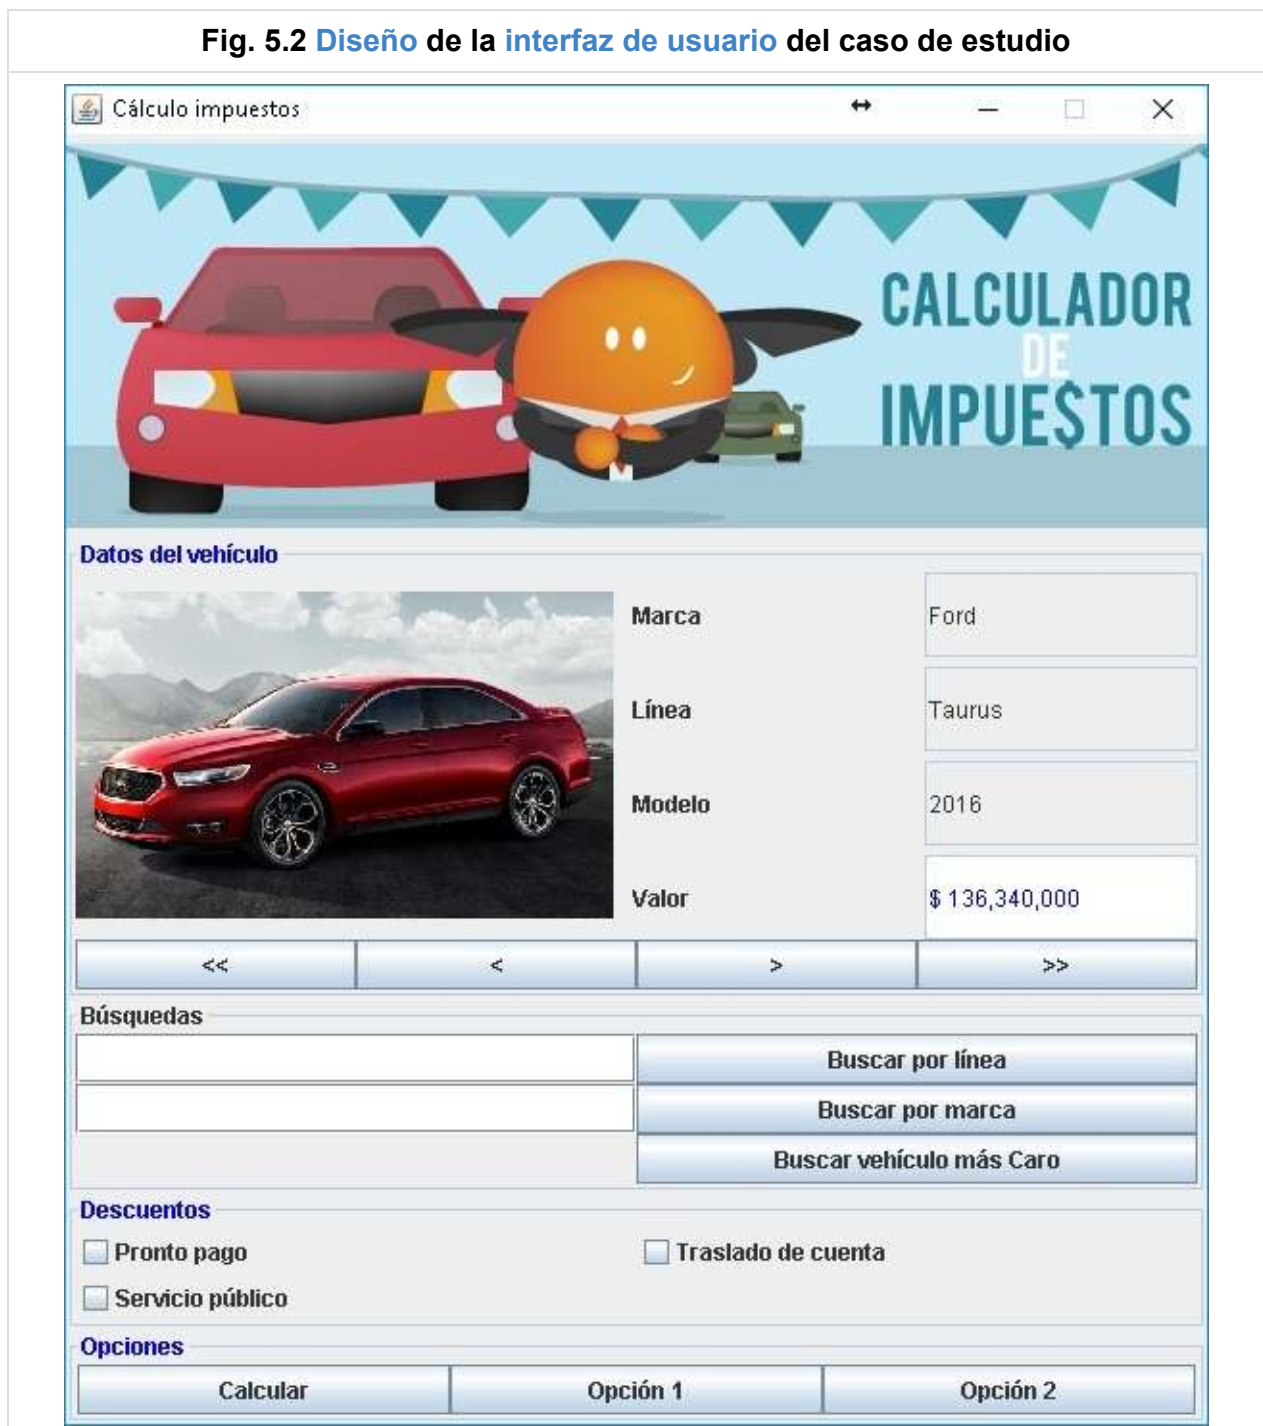 Fig. 5.2 Diseño de la interfaz de usuario del caso de estudio
Cálculo impuestos
CALCULADOR
DE
IMPUE$TOS
Datos del vehículo
Marca
Ford
Línea
Taurus
Modelo
2016
Valor
$ 136,340,000
<<
<
>
>>
Búsquedas
Buscar por línea
Buscar por marca
Buscar vehículo más Caro
Descuentos
Pronto pago
Traslado de cuenta
Servicio público
Opciones
Calcular
Opción 1
Opción 2